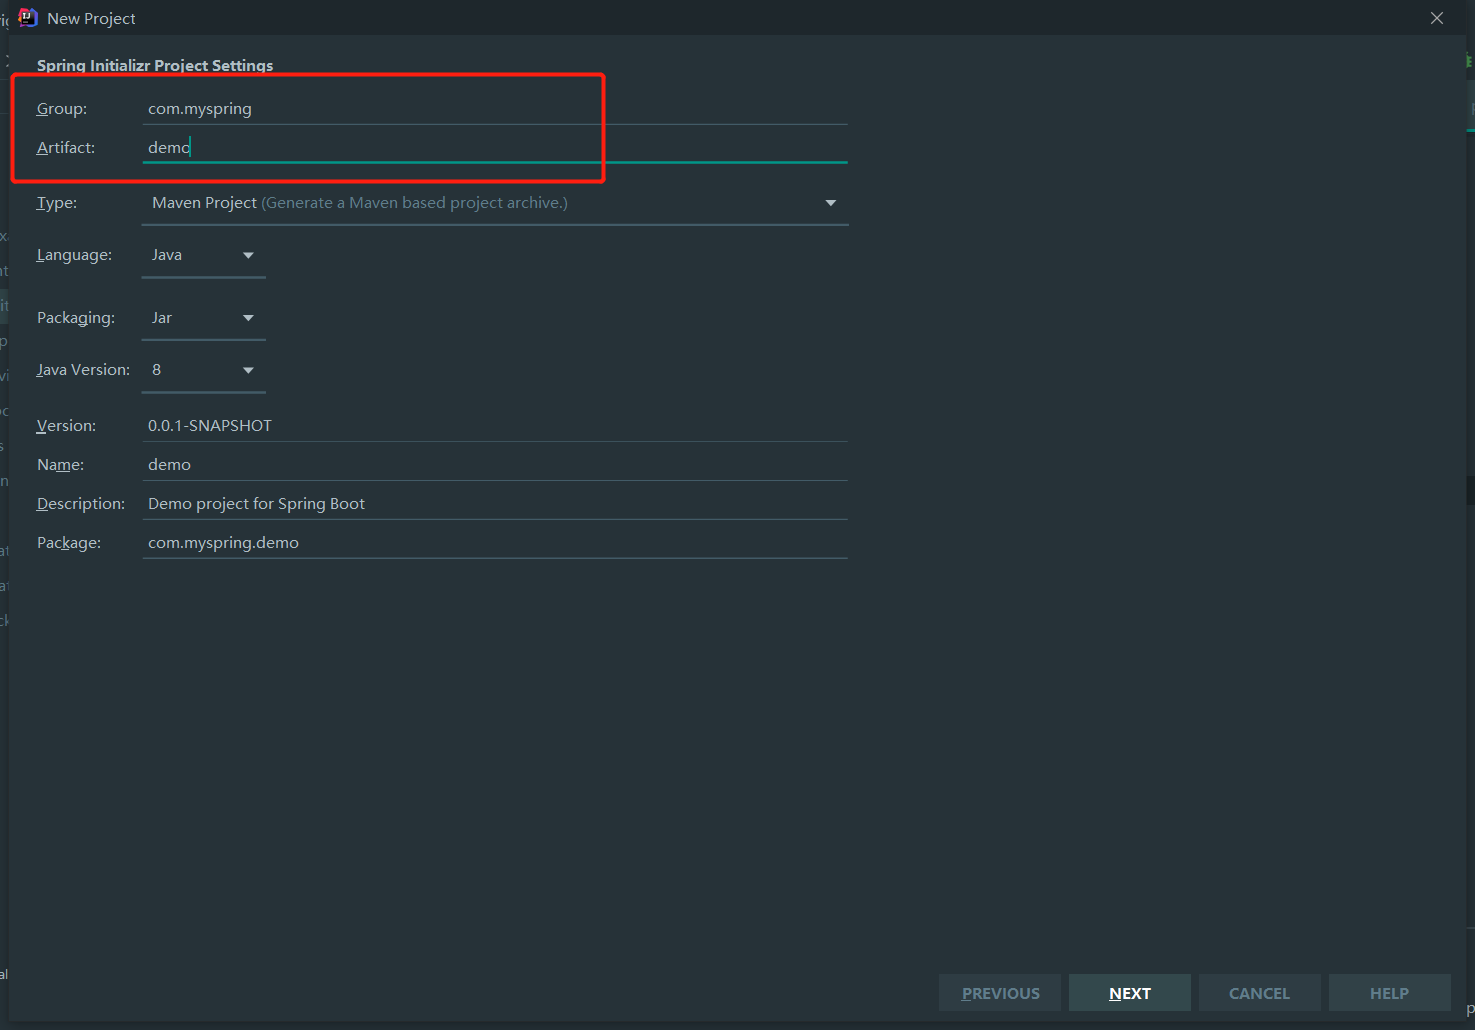 New Project
Spring Initializr Project Settings
Group: com.myspring
Artifact: demo
Type: Maven Project (Generate a Maven based project archive.)
Language: Java
Packaging: Jar
Java Version: 8
Version: 0.0.1-SNAPSHOT
Name: demo
Description: Demo project for Spring Boot
Package: com.myspring.demo
PREVIOUS NEXT CANCEL HELP